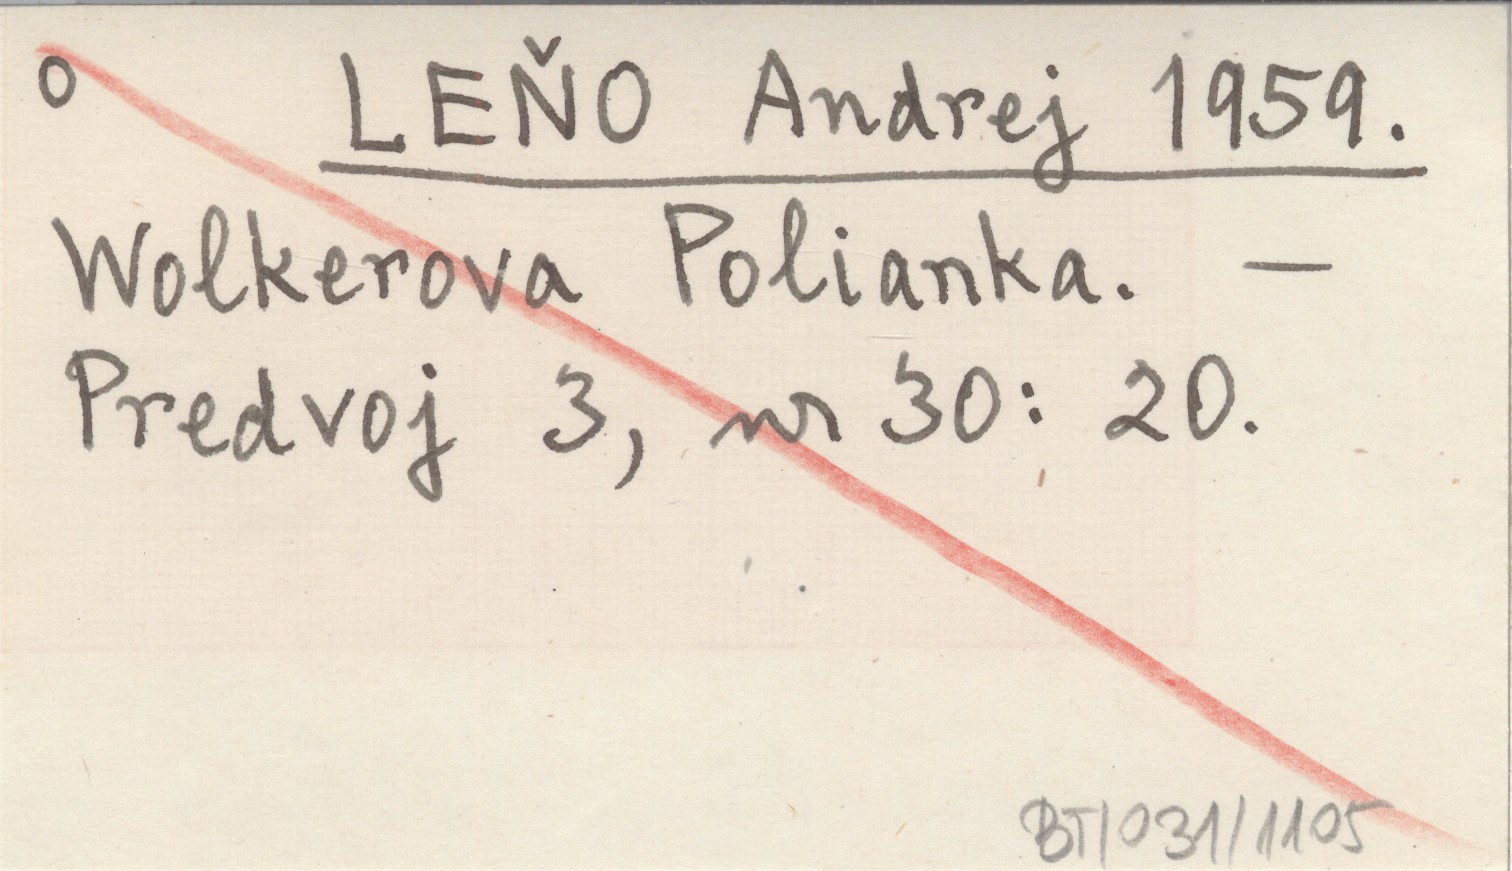 o LEŇO Andrej 1959.
Wolkerova Polianka. —
Predvoj 3, nr 30: 20.
BT/031/1105